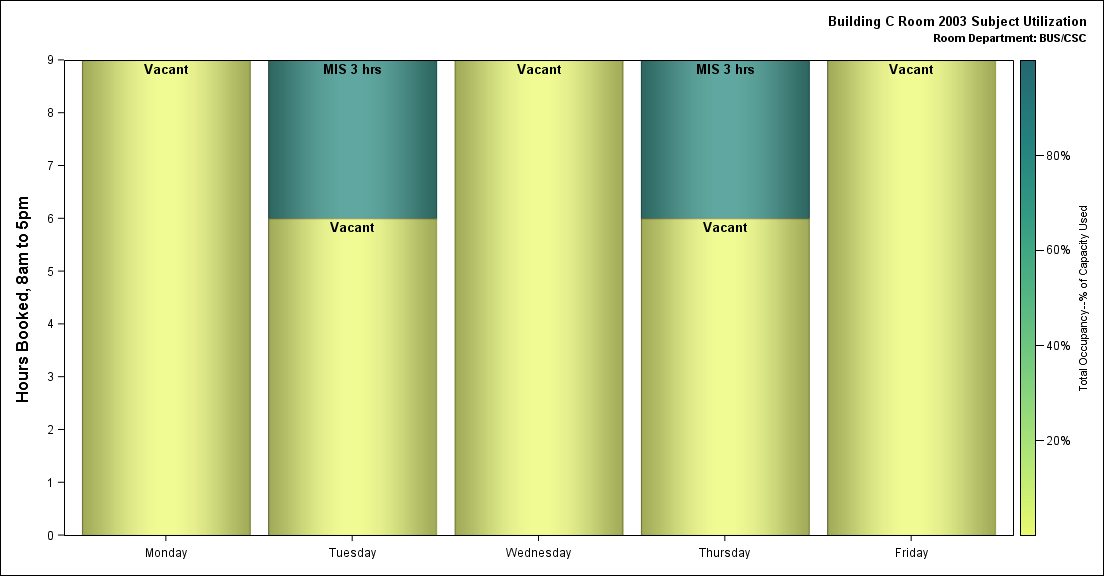 Building C Room 2003 Subject Utilization
Room Department: BUS/CSC
Hours Booked, 8am to 5pm
9
8
7
6
5
4
3
2
1
0
Vacant
MIS 3 hrs
Vacant
MIS 3 hrs
Vacant
Vacant
Vacant
Monday
Tuesday
Wednesday
Thursday
Friday
80%
60%
40%
20%
Total Occupancy--% of Capacity Used